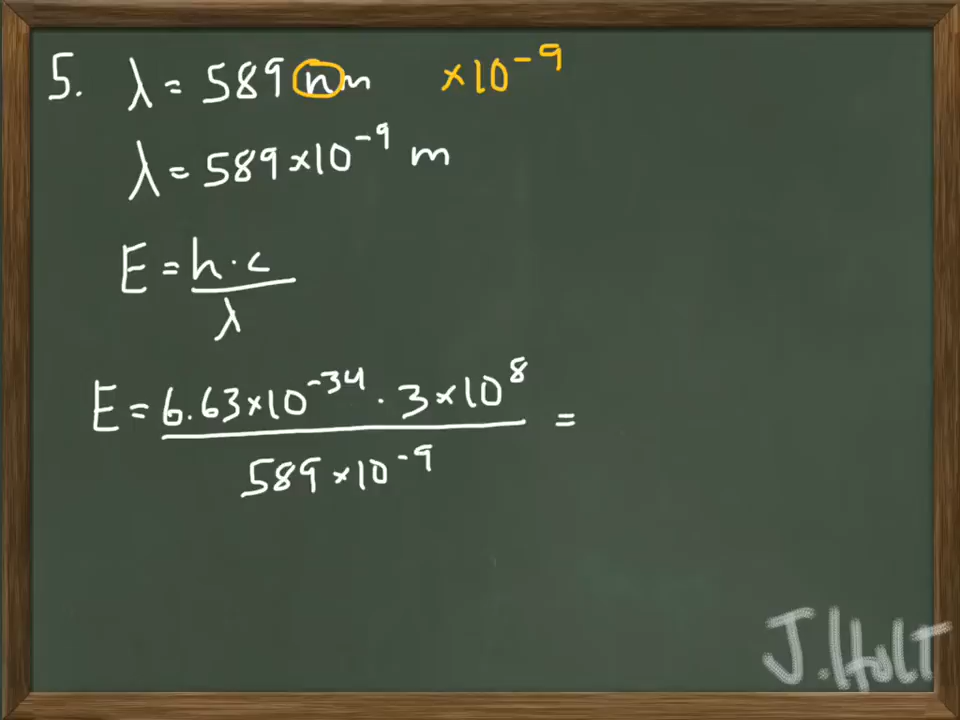 5. λ = 589 nm ×10⁻⁹
λ = 589×10⁻⁹ m
E = h·c
λ
E = 6.63×10⁻³⁴ · 3×10⁸ =
589×10⁻⁹
J.Holt